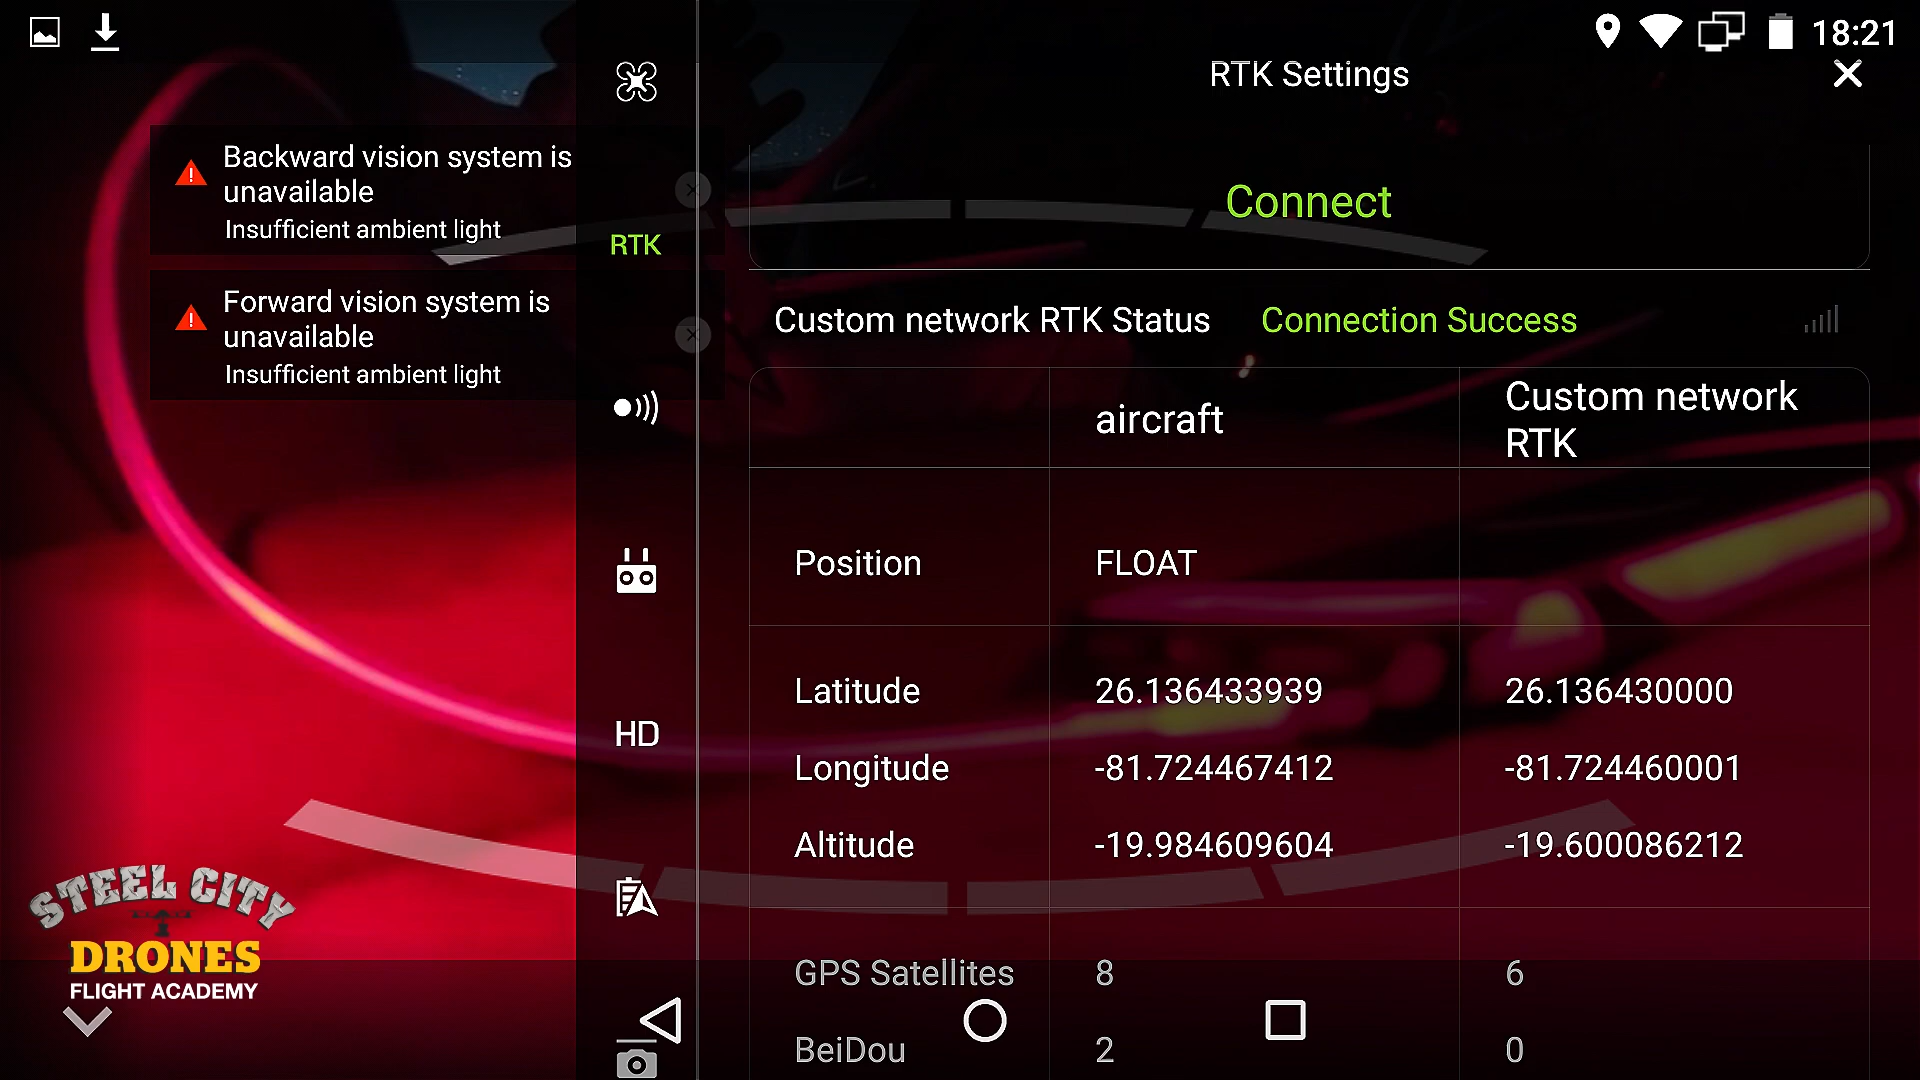 18:21
RTK Settings
Backward vision system is
unavailable
Insufficient ambient light
Forward vision system is
unavailable
Insufficient ambient light
RTK
HD
Connect
Custom network RTK Status Connection Success
aircraft Custom network
RTK
Position FLOAT
Latitude 26.136433939 26.136430000
Longitude -81.724467412 -81.724460001
Altitude -19.984609604 -19.600086212
GPS Satellites 8 6
BeiDou 2 0
STEEL CITY
DRONES
FLIGHT ACADEMY